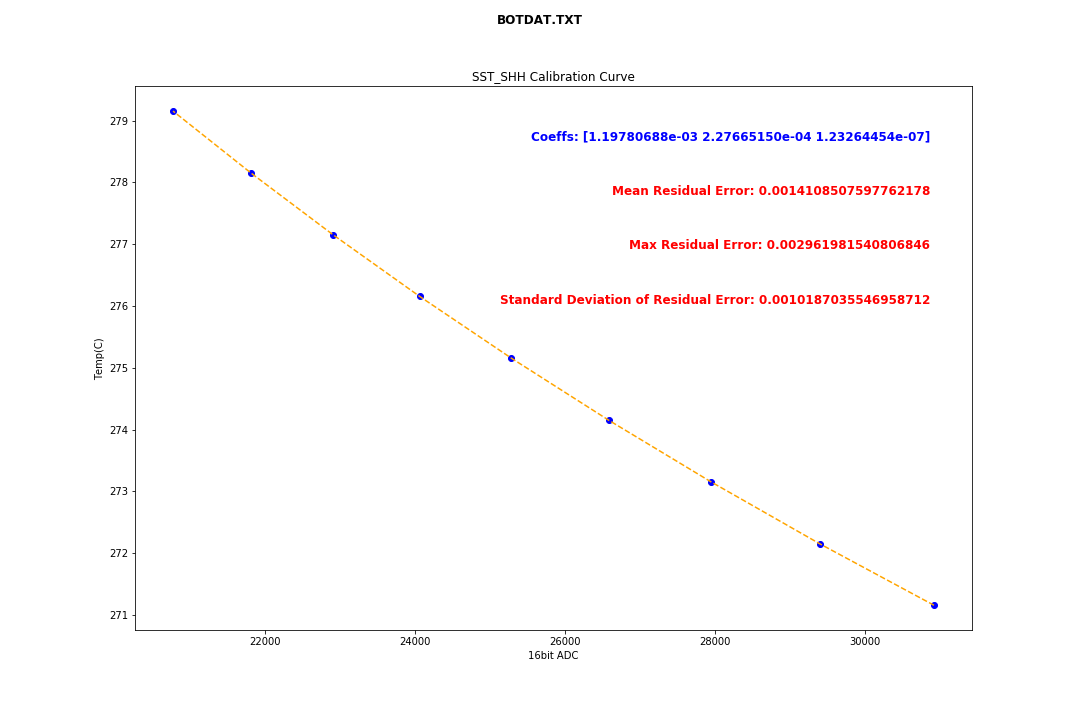 BOTDAT.TXT
SST_SHH Calibration Curve
279
Coeffs: [1.19780688e-03 2.27665150e-04 1.23264454e-07]
278
Mean Residual Error: 0.0014108507597762178
277
Max Residual Error: 0.002961981540806846
276
Standard Deviation of Residual Error: 0.0010187035546958712
275
Temp(C)
274
273
272
271
22000 24000 26000 28000 30000
16bit ADC